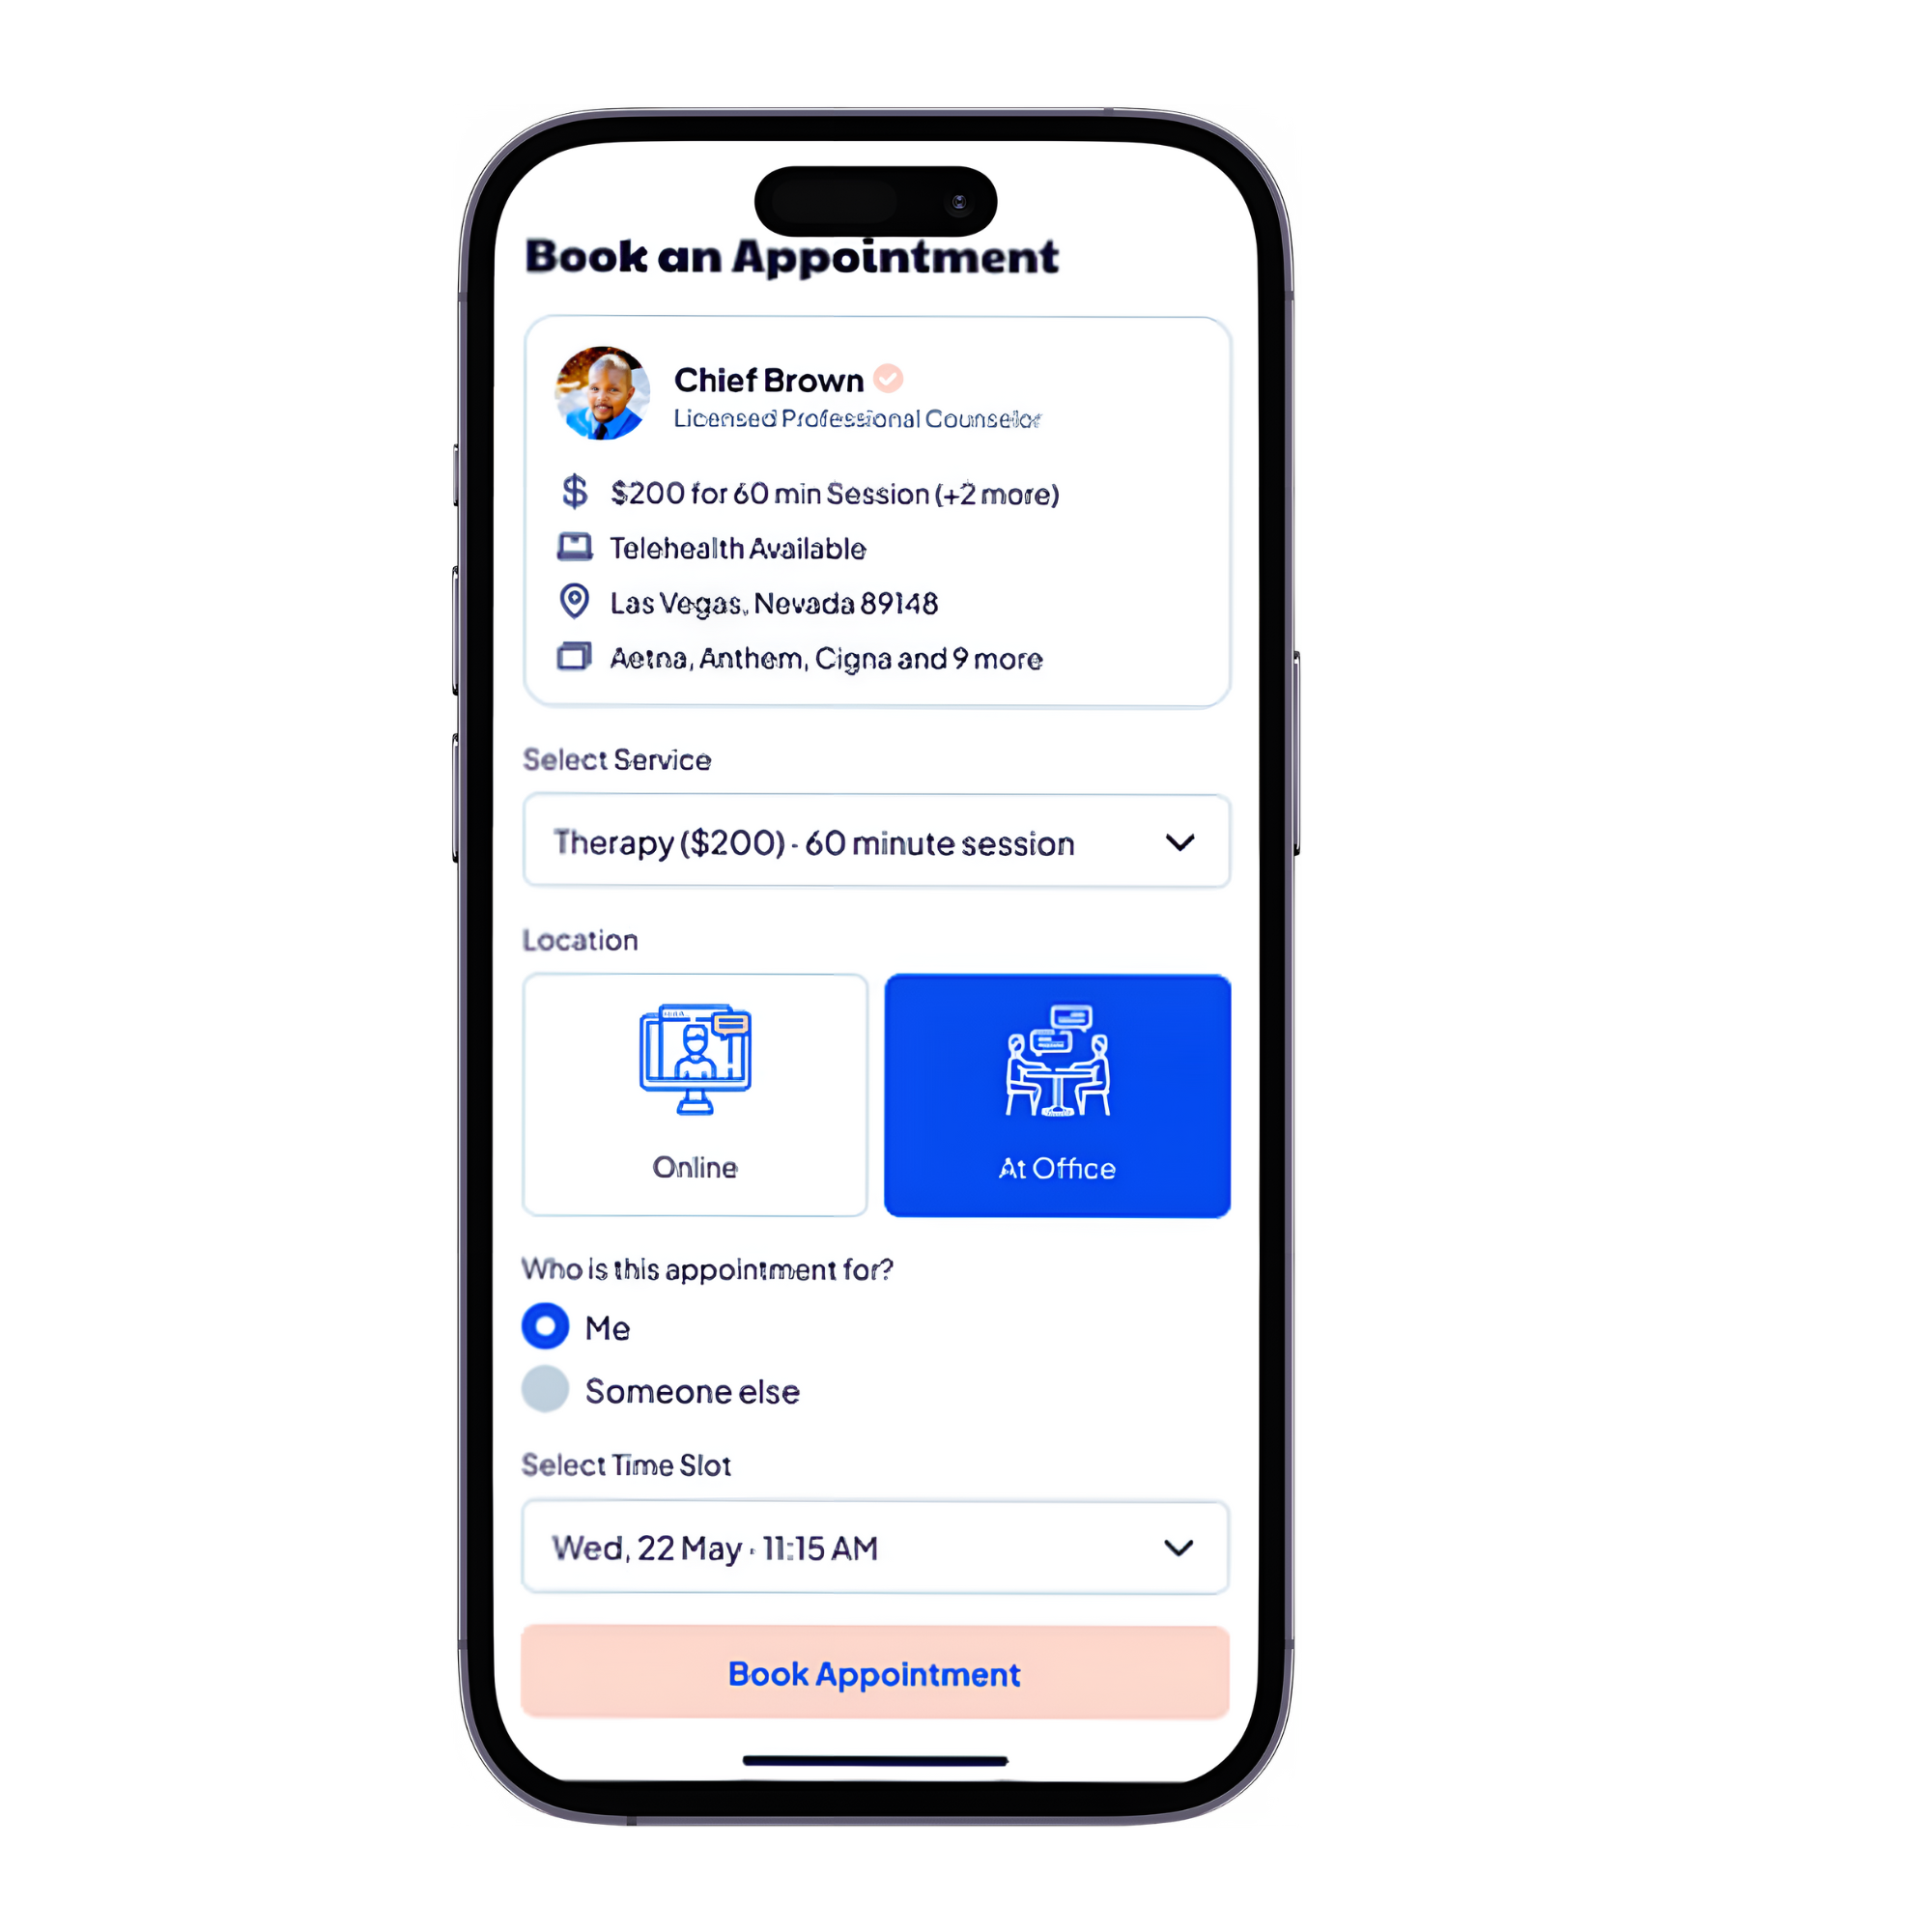 Book an Appointment
Chief Brown
Licensed Professional Counselor
$200 for 60 min Session (+2 more)
Telehealth Available
Las Vegas, Nevada 89148
Aetna, Anthem, Cigna and 9 more
Select Service
Therapy ($200) - 60 minute session
Location
Online
At Office
Who is this appointment for?
Me
Someone else
Select Time Slot
Wed, 22 May · 11:15 AM
Book Appointment